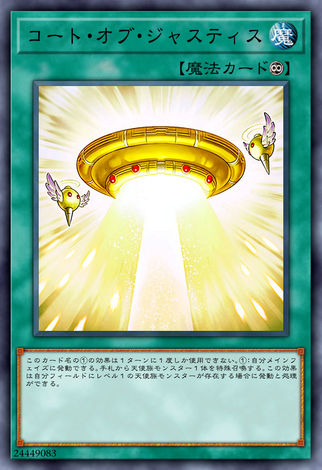 コート・オブ・ジャスティス 魔
【魔法カード】
このカード名の①の効果は１ターンに１度しか使用できない。①：自分メインフ
ェイズに発動できる。手札から天使族モンスター１体を特殊召喚する。この効果
は自分フィールドにレベル１の天使族モンスターが存在する場合に発動と処理
ができる。
24449083